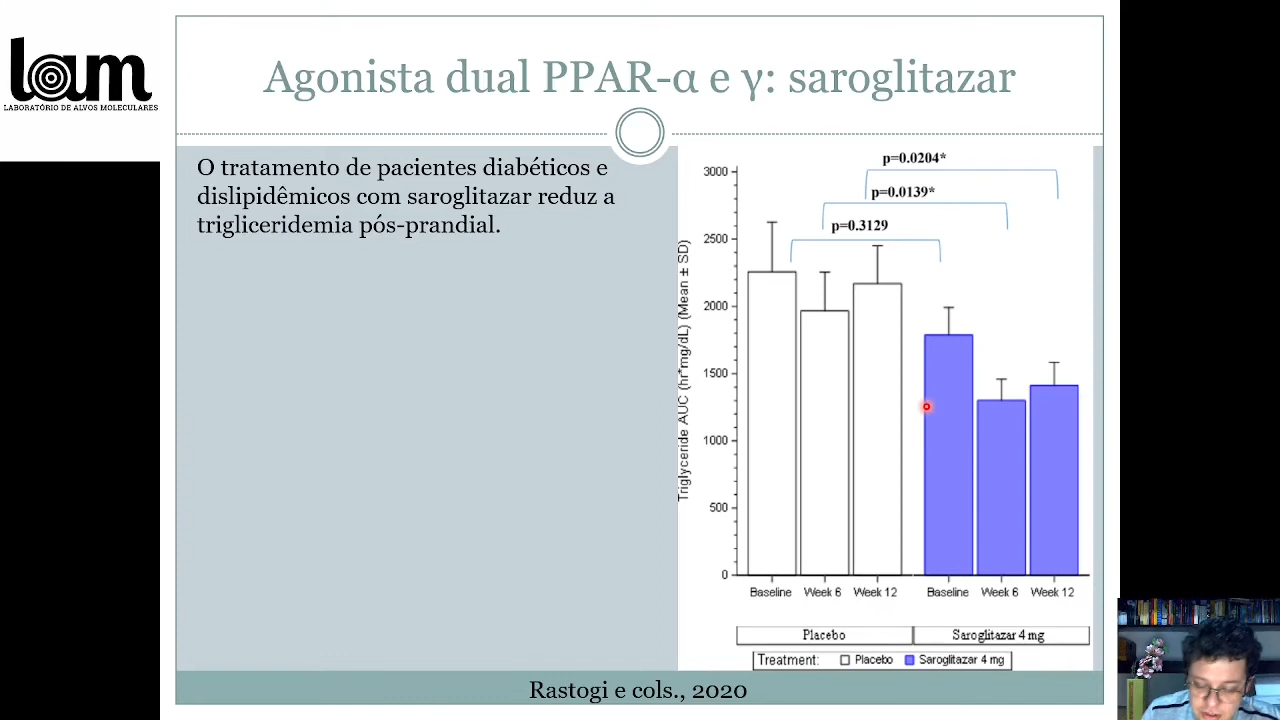 lam
LABORATÓRIO DE ALVOS MOLECULARES
Agonista dual PPAR-α e γ: saroglitazar
O tratamento de pacientes diabéticos e
dislipidêmicos com saroglitazar reduz a
trigliceridemia pós-prandial.
p=0.0204*
p=0.0139*
p=0.3129
Triglyceride AUC (hr*mg/dL) (Mean ± SD)
3000
2500
2000
1500
1000
500
0
Baseline Week 6 Week 12 Baseline Week 6 Week 12
Placebo Saroglitazar 4 mg
Treatment: Placebo Saroglitazar 4 mg
Rastogi e cols., 2020